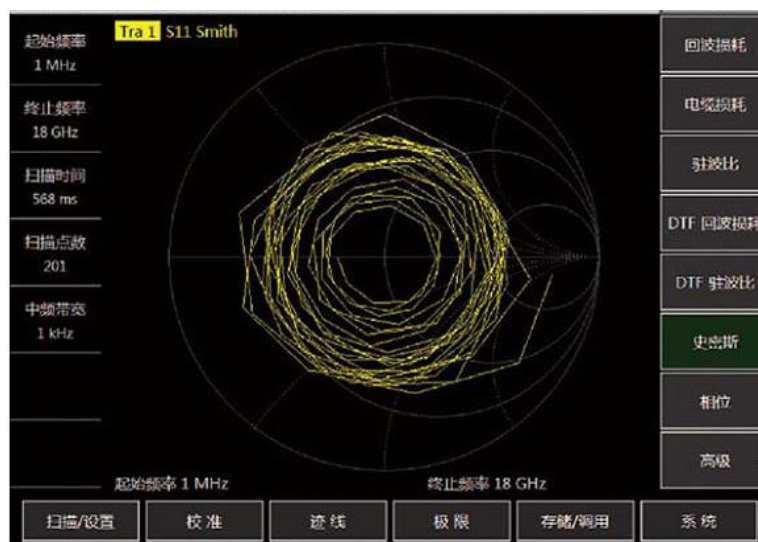 Tra 1 S11 Smith
起始频率
1 MHz
终止频率
18 GHz
扫描时间
568 ms
扫描点数
201
中频带宽
1 kHz
起始频率 1 MHz
终止频率 18 GHz
回波损耗
电缆损耗
驻波比
DTF 回波损耗
DTF 驻波比
史密斯
相位
高级
扫描/设置
校准
迹线
极限
存储/调用
系统